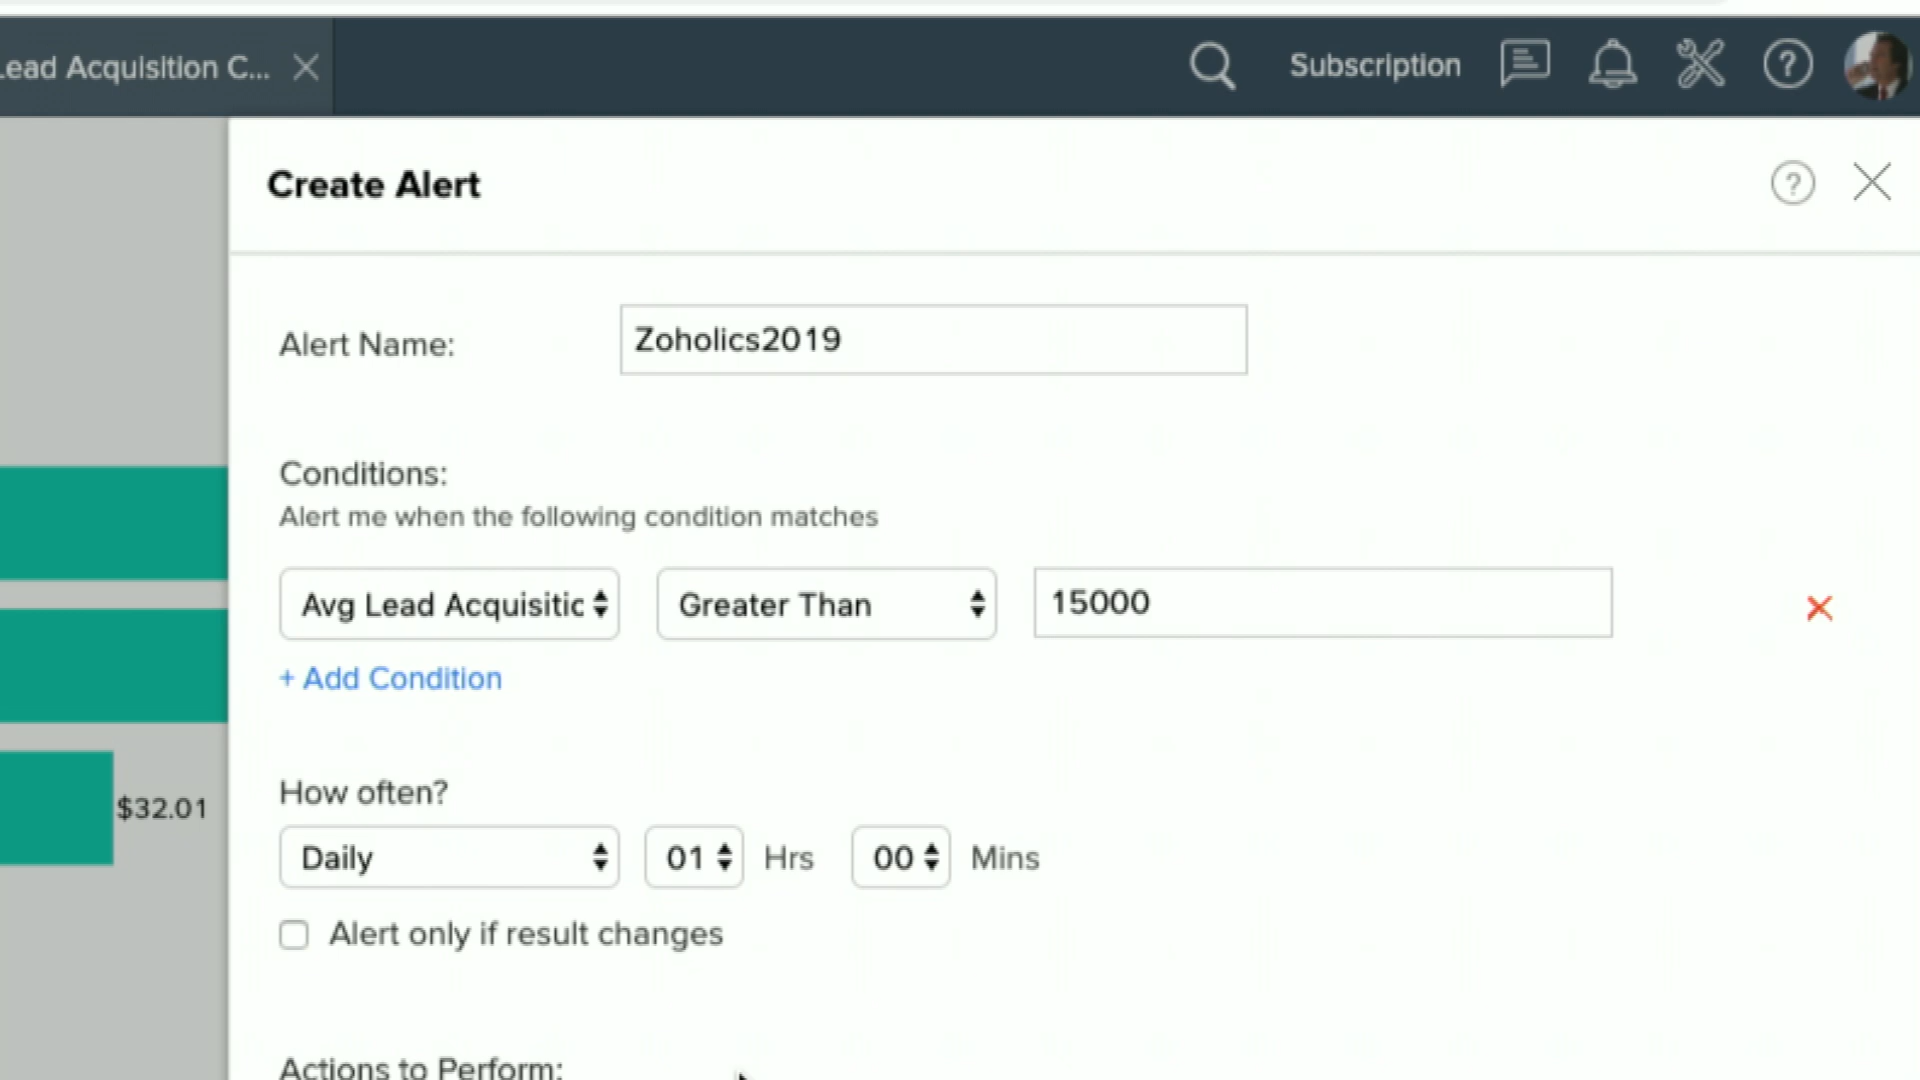 Lead Acquisition C...
Subscription
Create Alert
Alert Name:
Zoholics2019
Conditions:
Alert me when the following condition matches
Avg Lead Acquisitic
Greater Than
15000
+ Add Condition
How often?
Daily
01
Hrs
00
Mins
Alert only if result changes
$32.01
Actions to Perform: